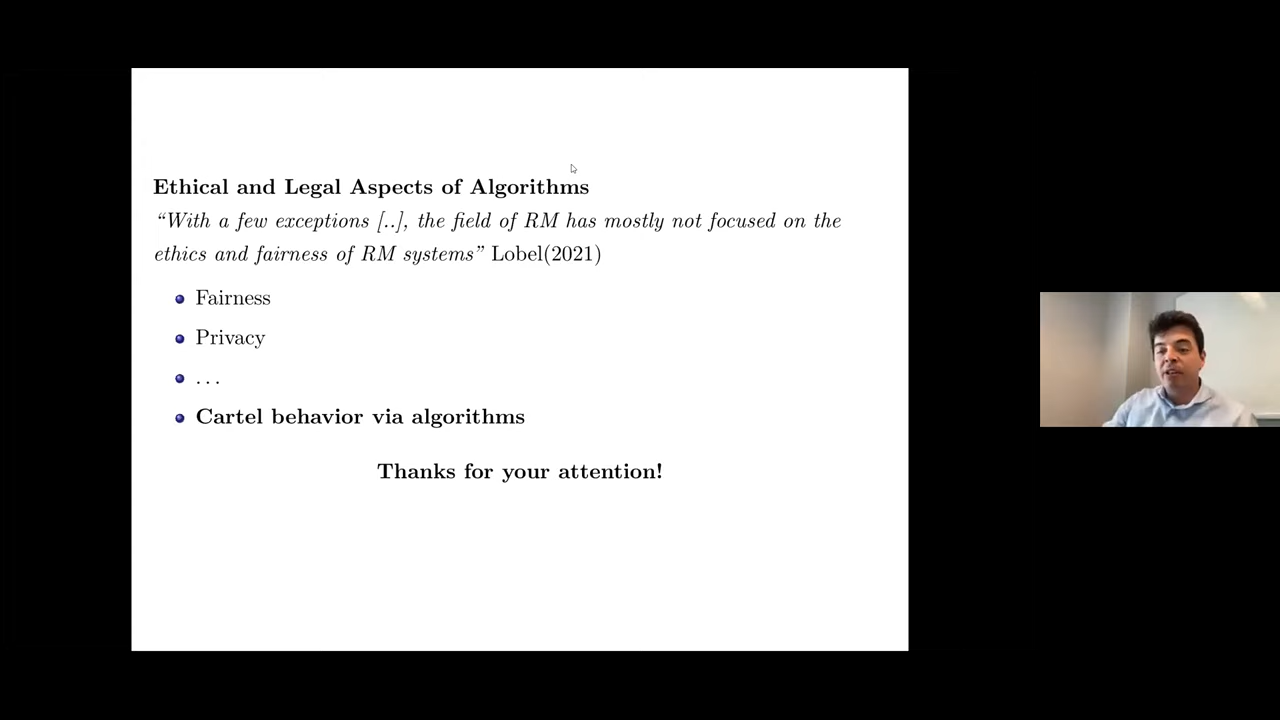 Ethical and Legal Aspects of Algorithms
“With a few exceptions [..], the field of RM has mostly not focused on the
ethics and fairness of RM systems” Lobel(2021)
Fairness
Privacy
...
Cartel behavior via algorithms
Thanks for your attention!